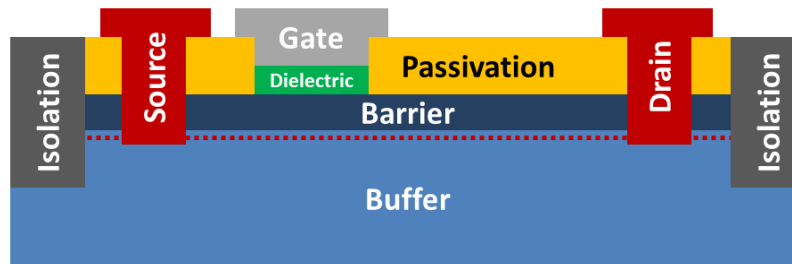 Gate
Dielectric
Passivation
Source
Drain
Isolation
Isolation
Barrier
Buffer